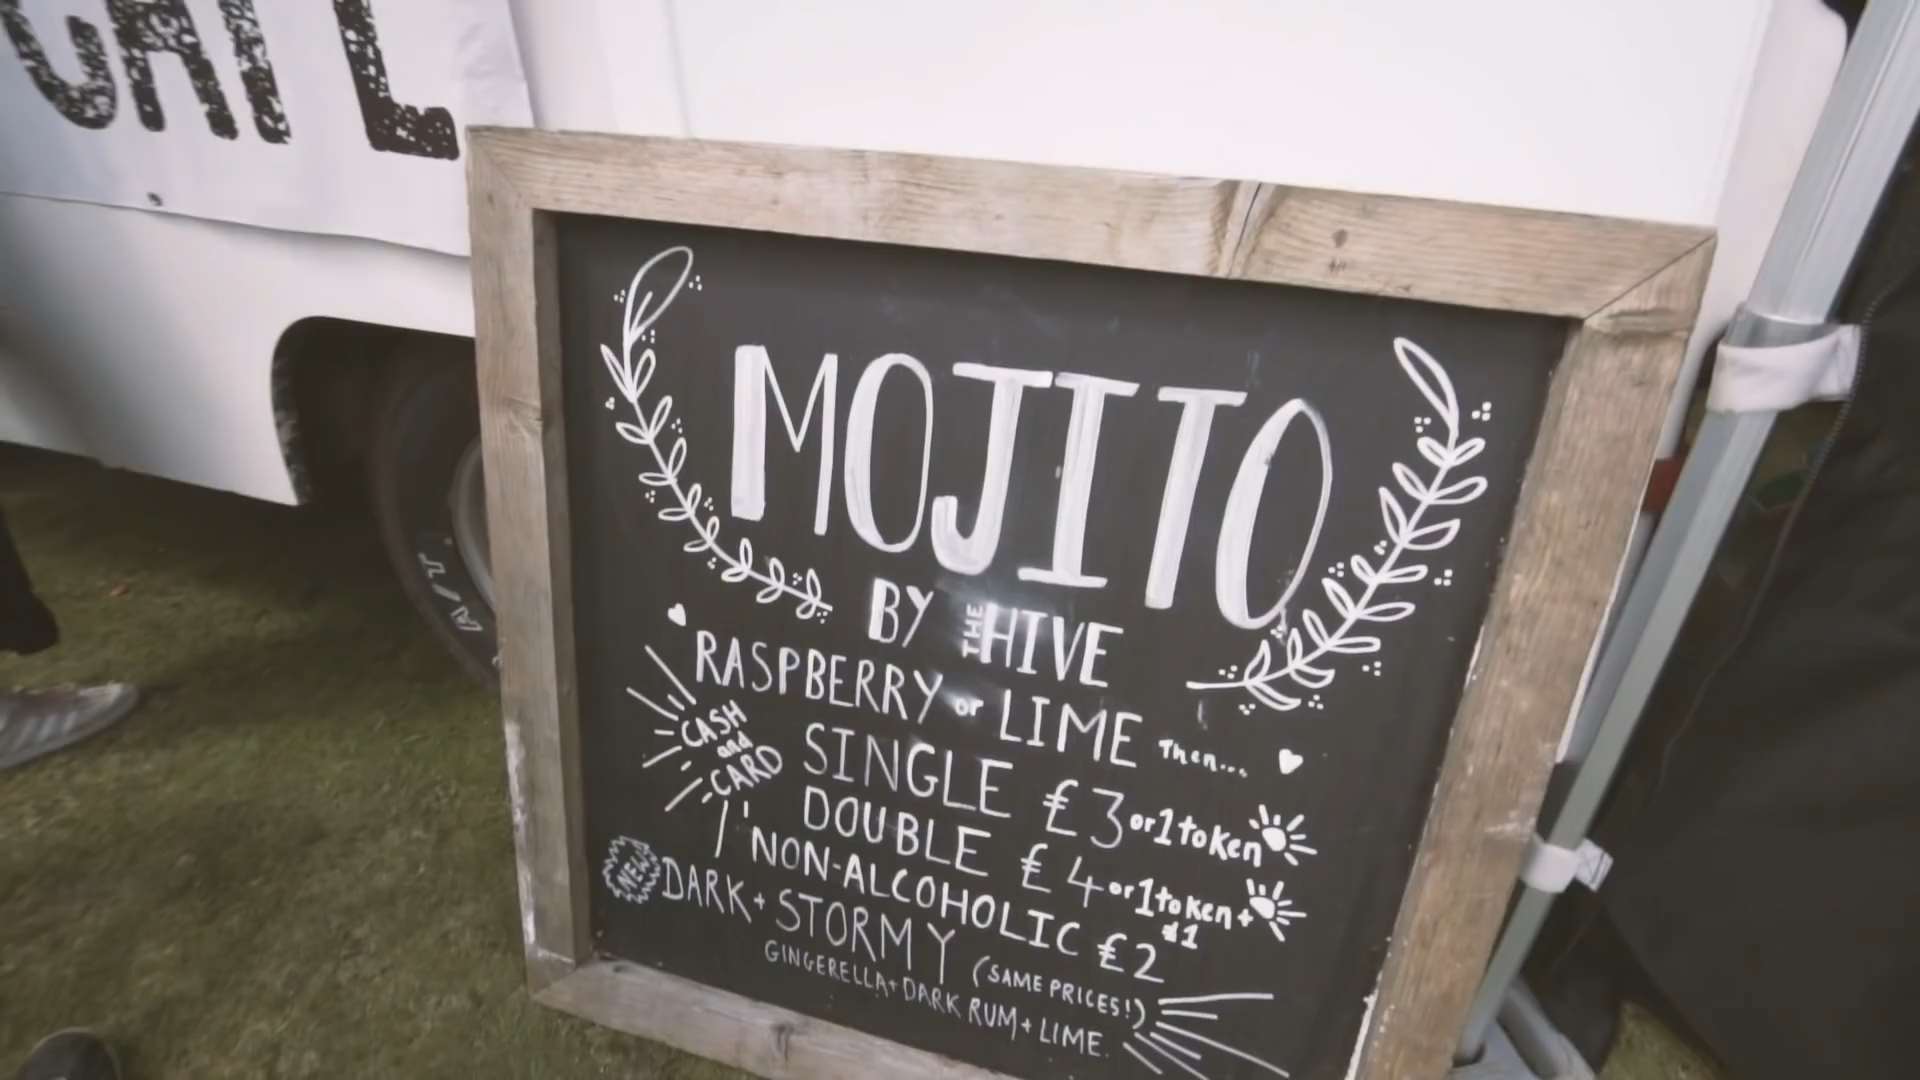 CAFE
MOJITO
BY THE HIVE
RASPBERRY or LIME Then...
CASH
and
CARD
SINGLE £3 or 1 token
DOUBLE £4 or 1 token + £1
NON-ALCOHOLIC £2
NEW
DARK + STORMY (SAME PRICES!)
GINGERELLA + DARK RUM + LIME.